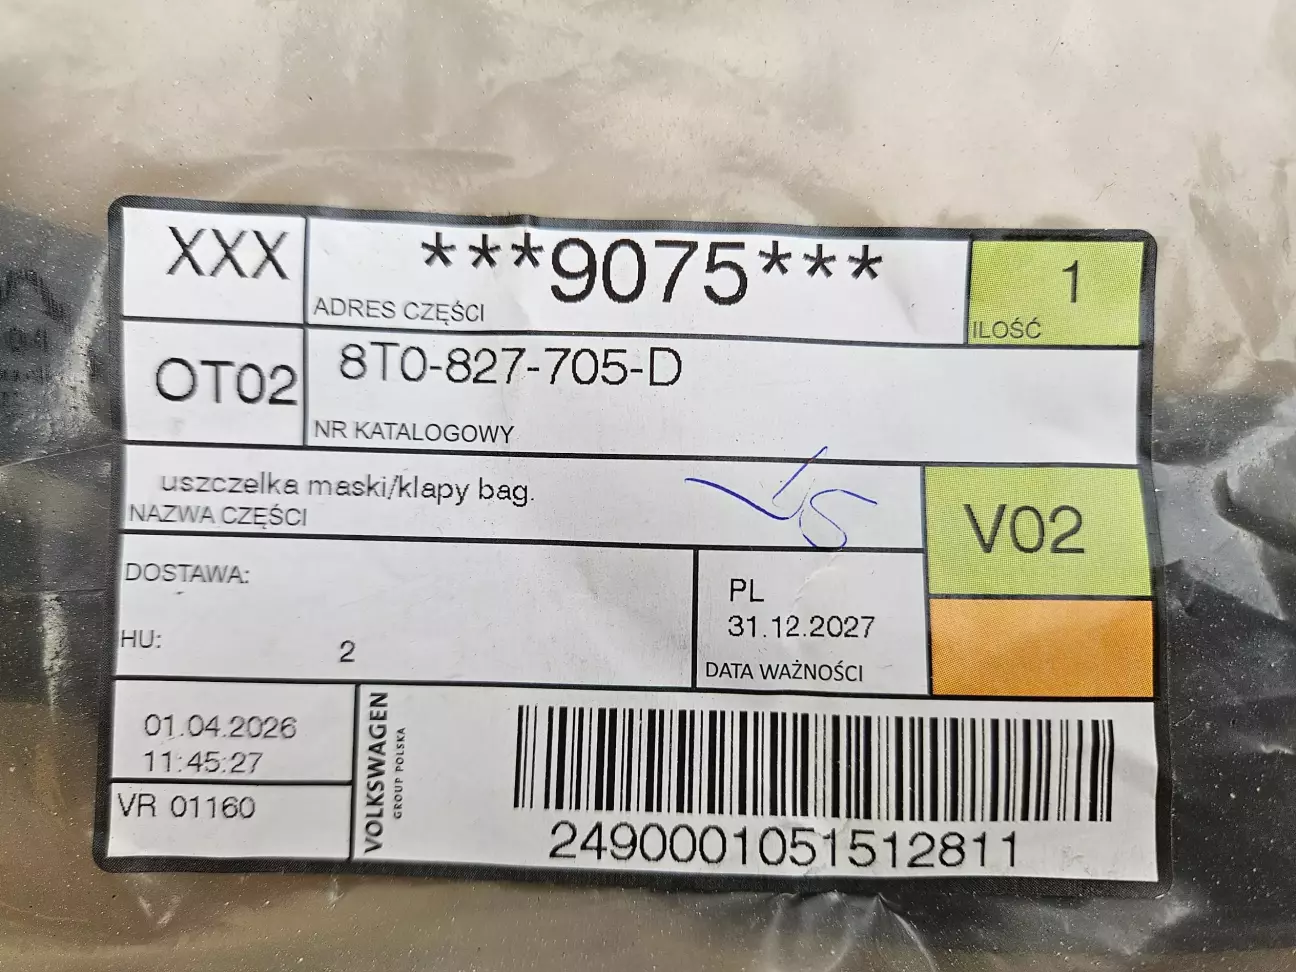 XXX
***9075***
1
ADRES CZĘŚCI
ILOŚĆ
OT02
8T0-827-705-D
NR KATALOGOWY
uszczelka maski/klapy bag.
NAZWA CZĘŚCI
V02
DOSTAWA:
PL
31.12.2027
HU:
2
DATA WAŻNOŚCI
01.04.2026
11:45:27
VR 01160
VOLKSWAGEN
GROUP POLSKA
2490001051512811